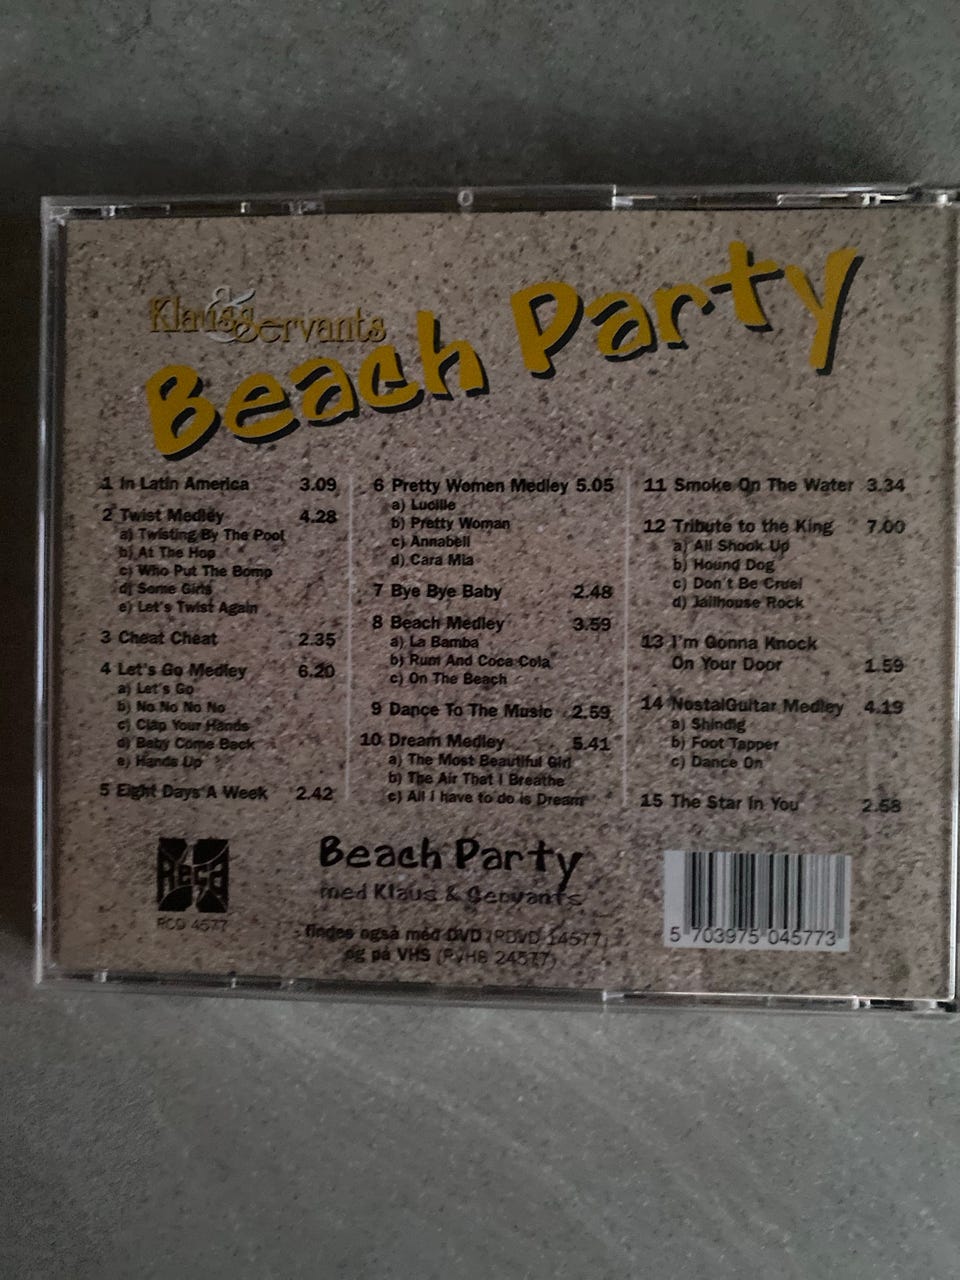 Klaus & Servants
Beach Party
1 In Latin America 3.09
2 Twist Medley 4.28
a) Twisting By The Pool
b) At The Hop
c) Who Put The Bomp
d) Some Girls
e) Let's Twist Again
3 Cheat Cheat 2.35
4 Let's Go Medley 6.20
a) Let's Go
b) No No No No
c) Clap Your Hands
d) Baby Come Back
e) Hands Up
5 Eight Days A Week 2.42
6 Pretty Women Medley 5.05
a) Lucille
b) Pretty Woman
c) Annabell
d) Cara Mia
7 Bye Bye Baby 2.48
8 Beach Medley 3.59
a) La Bamba
b) Rum And Coca Cola
c) On The Beach
9 Dance To The Music 2.59
10 Dream Medley 5.41
a) The Most Beautiful Girl
b) The Air That I Breathe
c) All I have to do is Dream
11 Smoke On The Water 3.34
12 Tribute to the King 7.00
a) All Shook Up
b) Hound Dog
c) Don't Be Cruel
d) Jailhouse Rock
13 I'm Gonna Knock
On Your Door 1.59
14 NostalGuitar Medley 4.19
a) Shindig
b) Foot Tapper
c) Dance On
15 The Star In You 2.58
Reca
RCD 4577
Beach Party
med Klaus & Servants
- findes også med DVD (RDVD 14577)
og på VHS (RVHS 24577)
5 703975 045773